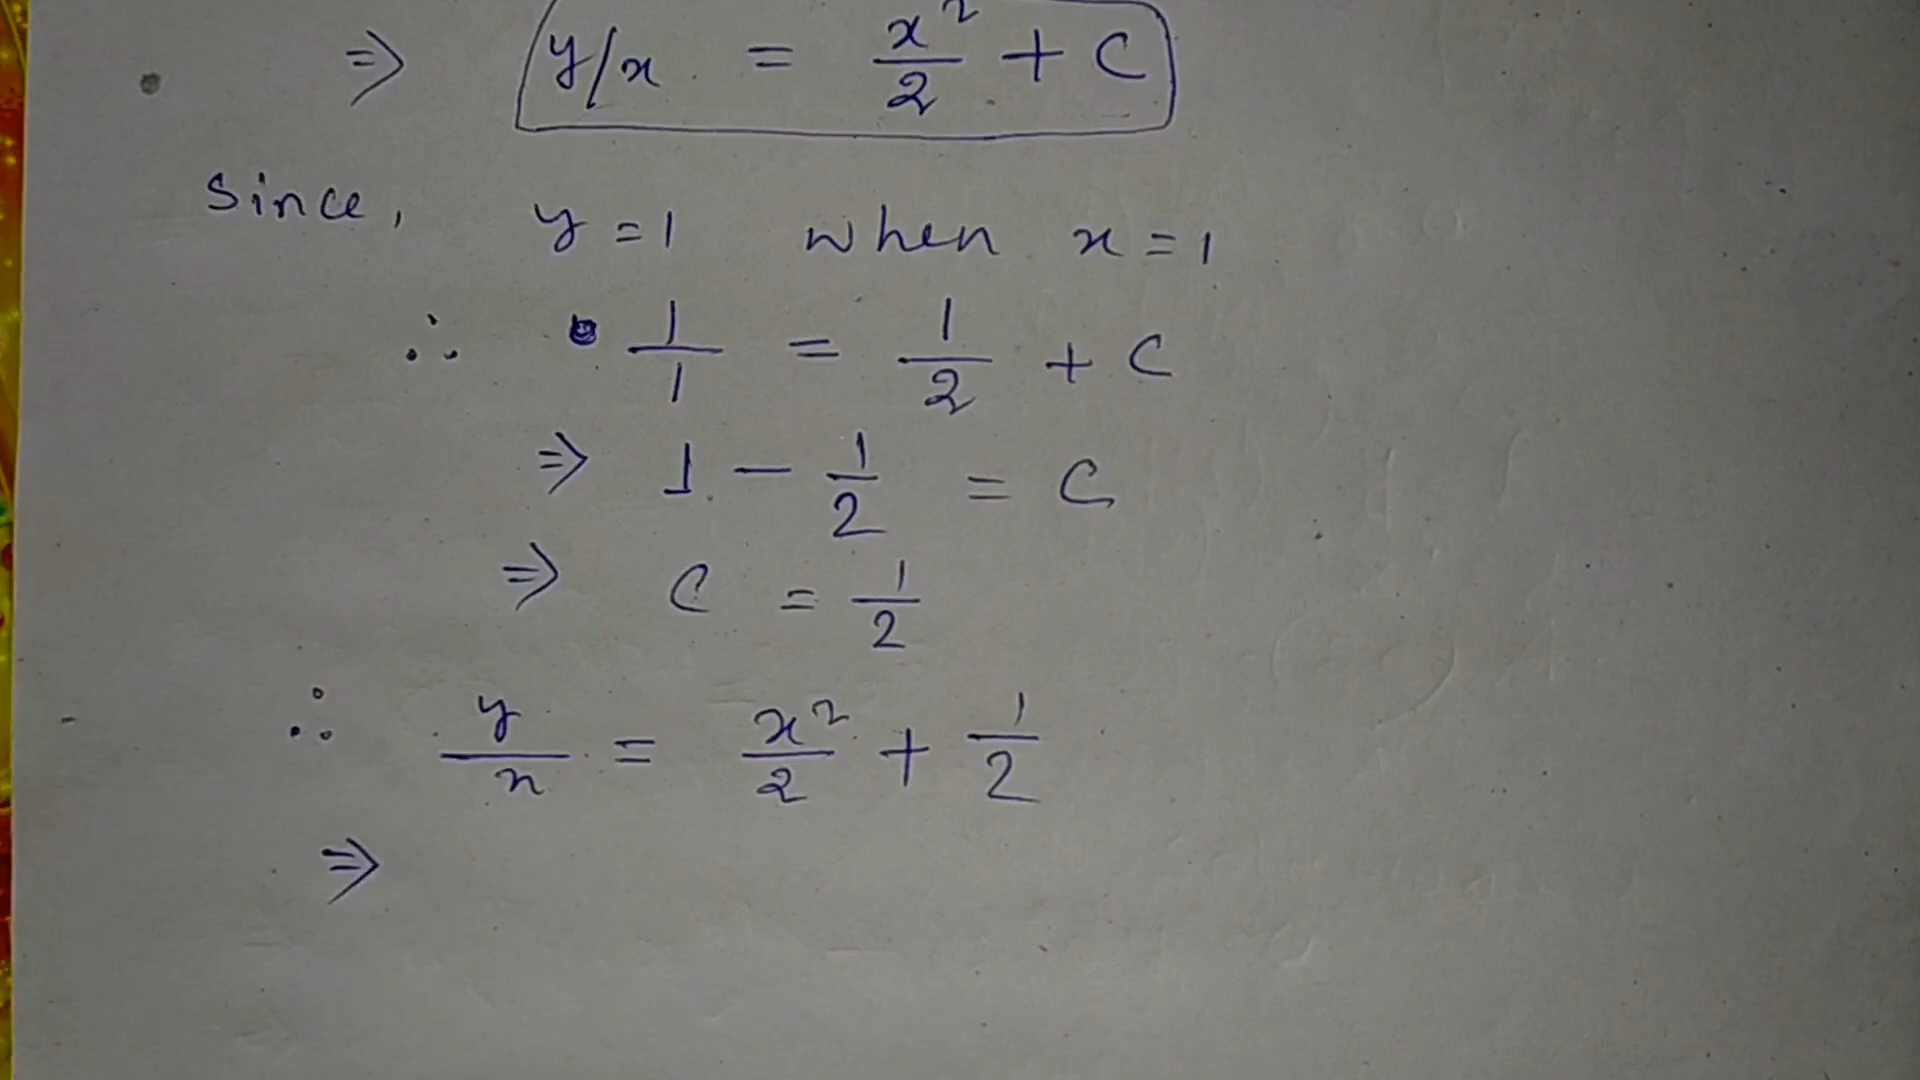 ⇒ y/x = x²/2 + C
Since, y = 1 when x = 1
∴ 1/1 = 1/2 + C
⇒ 1 - 1/2 = C
⇒ C = 1/2
∴ y/x = x²/2 + 1/2
⇒